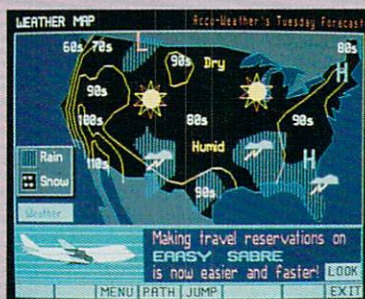 WEATHER MAP Accu-Weather's Tuesday Forecast
60s 70s L 80s
90s Dry H
90s
100s 80s 90s
Rain Humid
Snow 110s H
90s
Weather
Making travel reservations on
EAASY SABRE
is now easier and faster! LOOK
MENU PATH JUMP EXIT